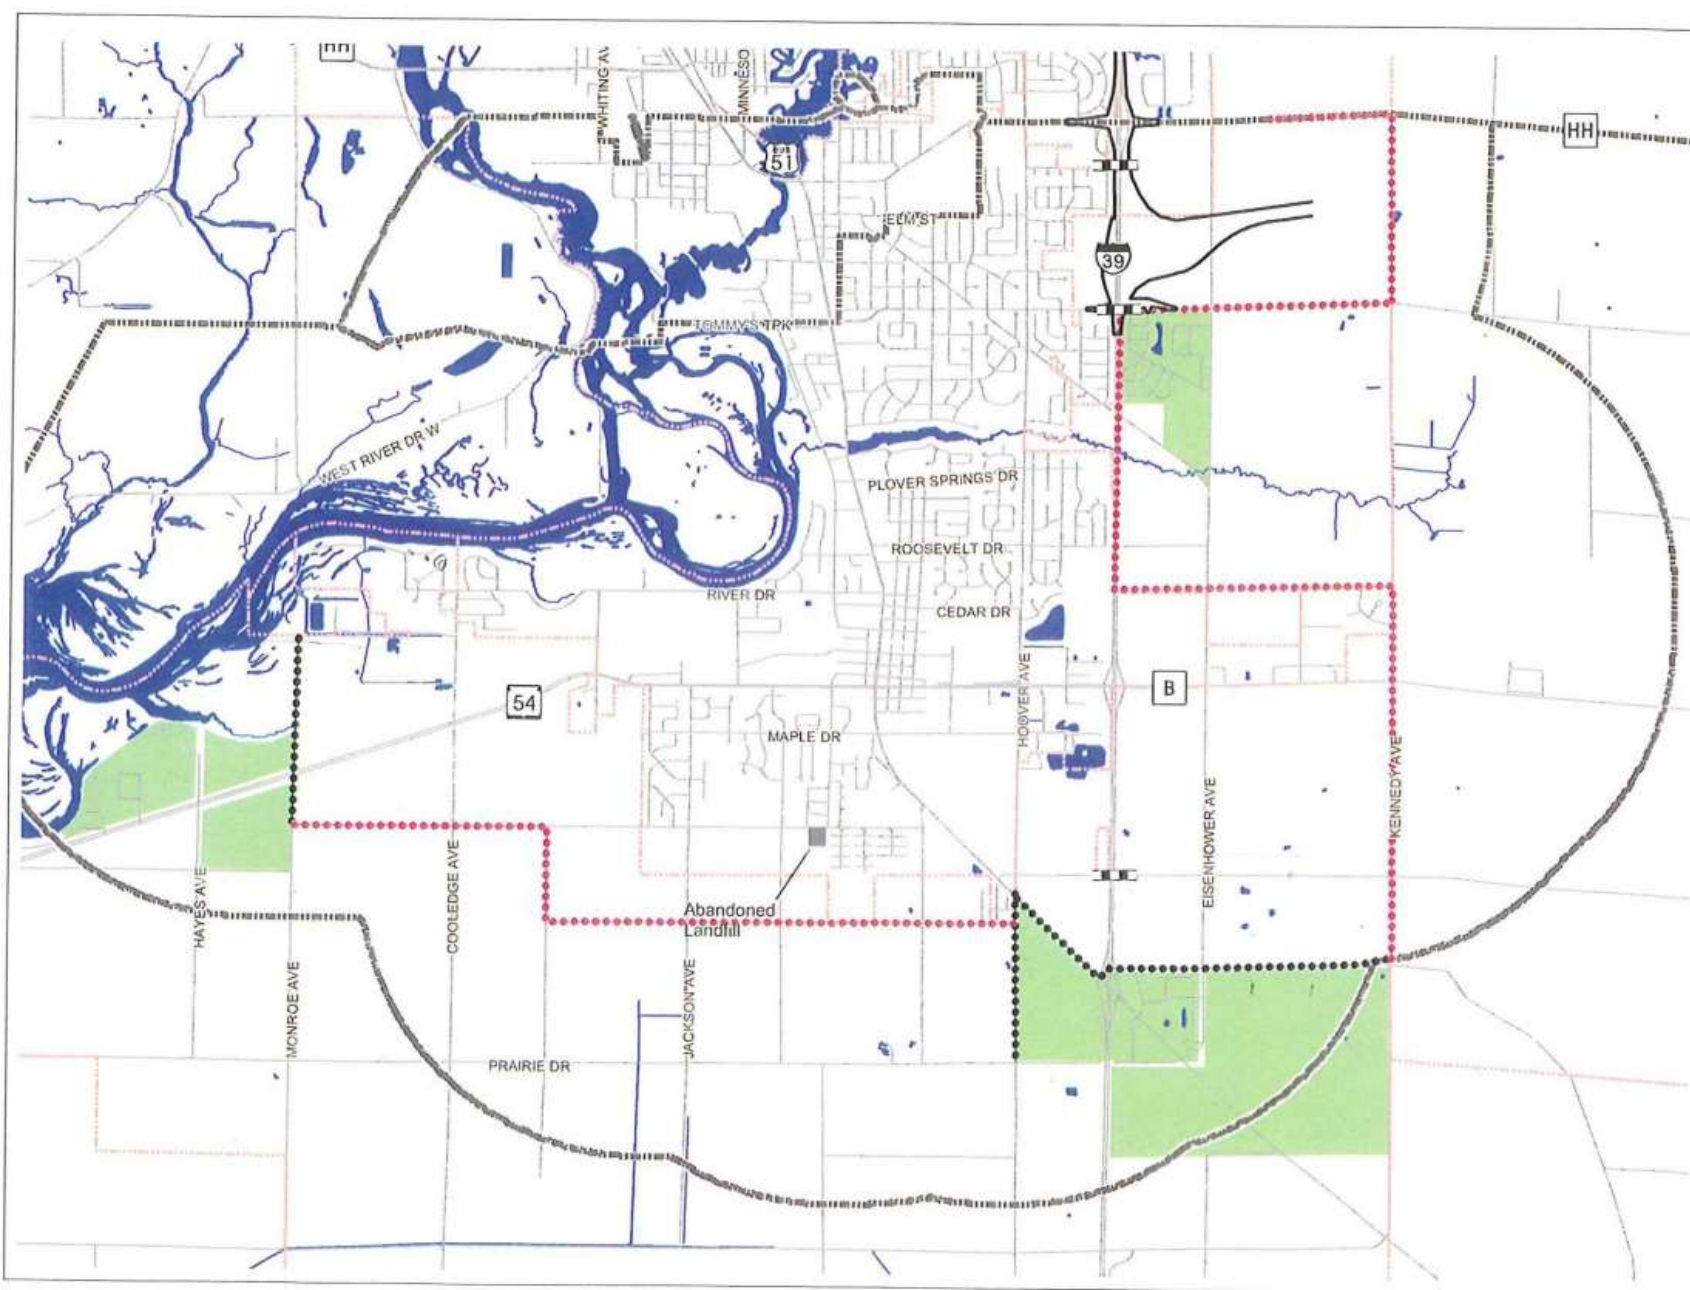 HH
WHITING AV
MINNESO
BUS
51
HH
ELM ST
39
TOMMY'S TPK
WEST RIVER DR W
PLOVER SPRINGS DR
ROOSEVELT DR
RIVER DR
CEDAR DR
54
B
HOOVER AVE
MAPLE DR
KENNEDY AVE
EISENHOWER AVE
HAYES AVE
COOLEDGE AVE
Abandoned
Landfill
MONROE AVE
JACKSON AVE
PRAIRIE DR